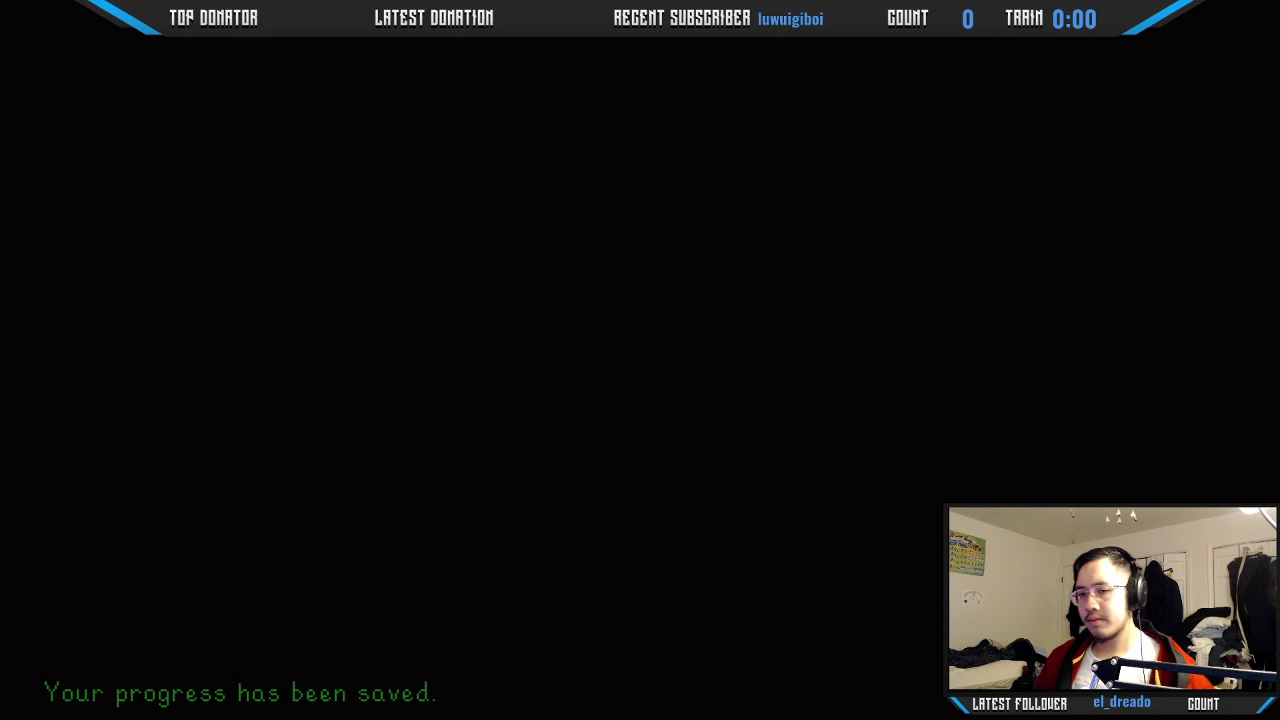 TOP DONATOR LATEST DONATION RECENT SUBSCRIBER luwuigiboi COUNT 0 TRAIN 0:00
Your progress has been saved.
LATEST FOLLOWER el_dreado COUNT